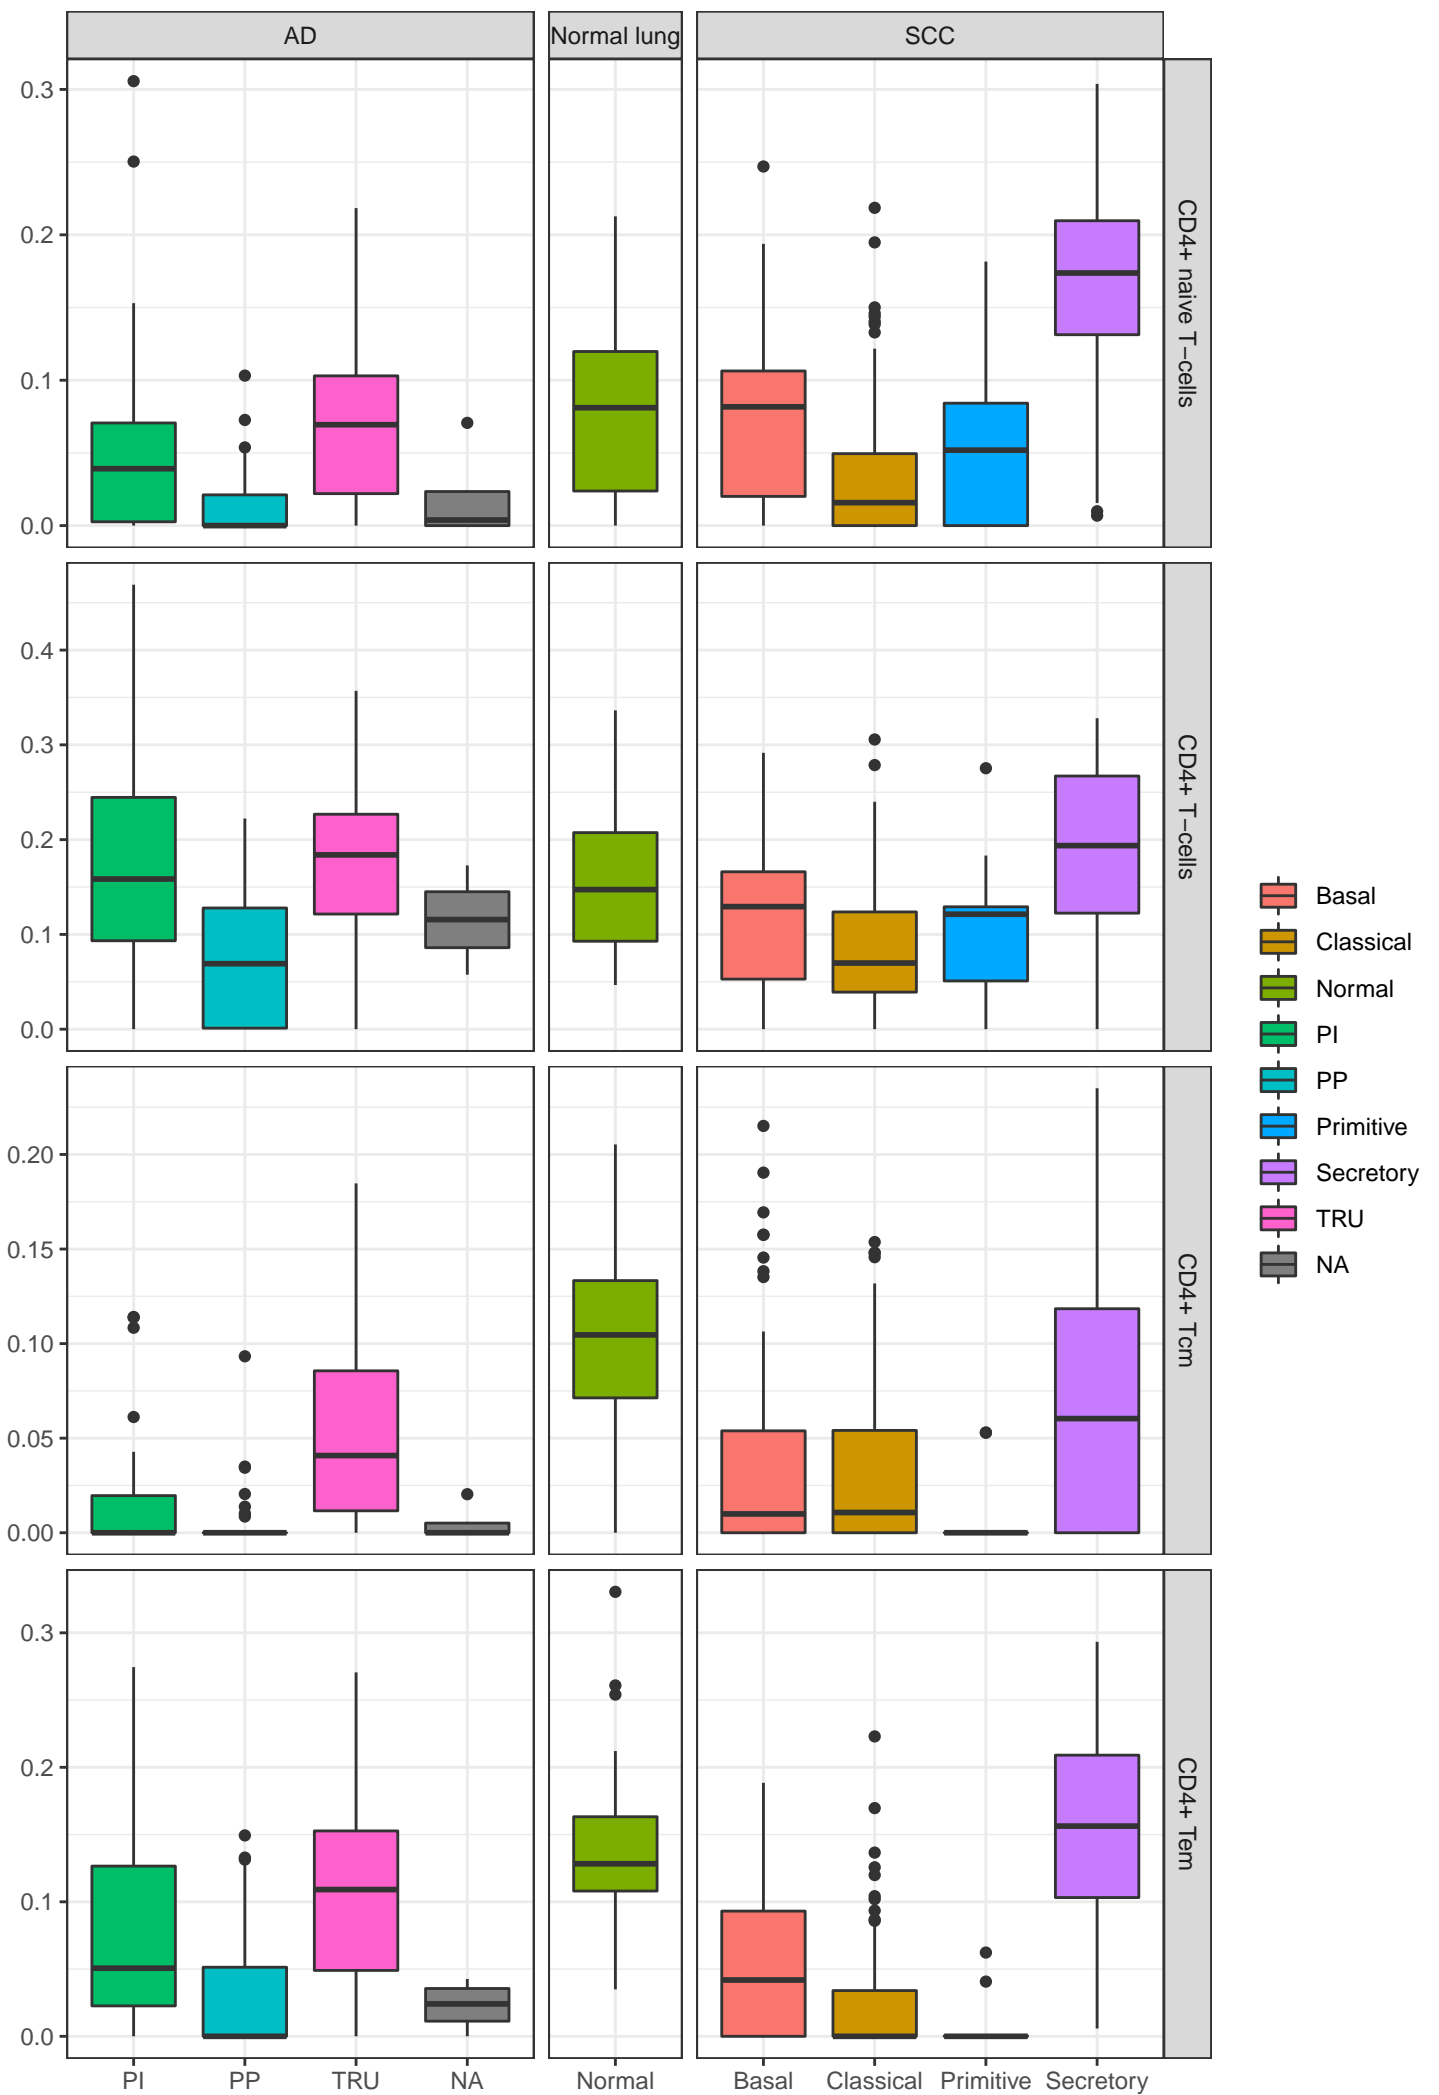 AD
Normal lung
SCC
0.3
0.2
0.1
0.0
CD4+ naive T−cells
0.4
0.3
0.2
0.1
0.0
CD4+ T−cells
0.20
0.15
0.10
0.05
0.00
CD4+ Tcm
0.3
0.2
0.1
0.0
CD4+ Tem
PI
PP
TRU
NA
Normal
Basal
Classical
Primitive
Secretory
Basal
Classical
Normal
PI
PP
Primitive
Secretory
TRU
NA